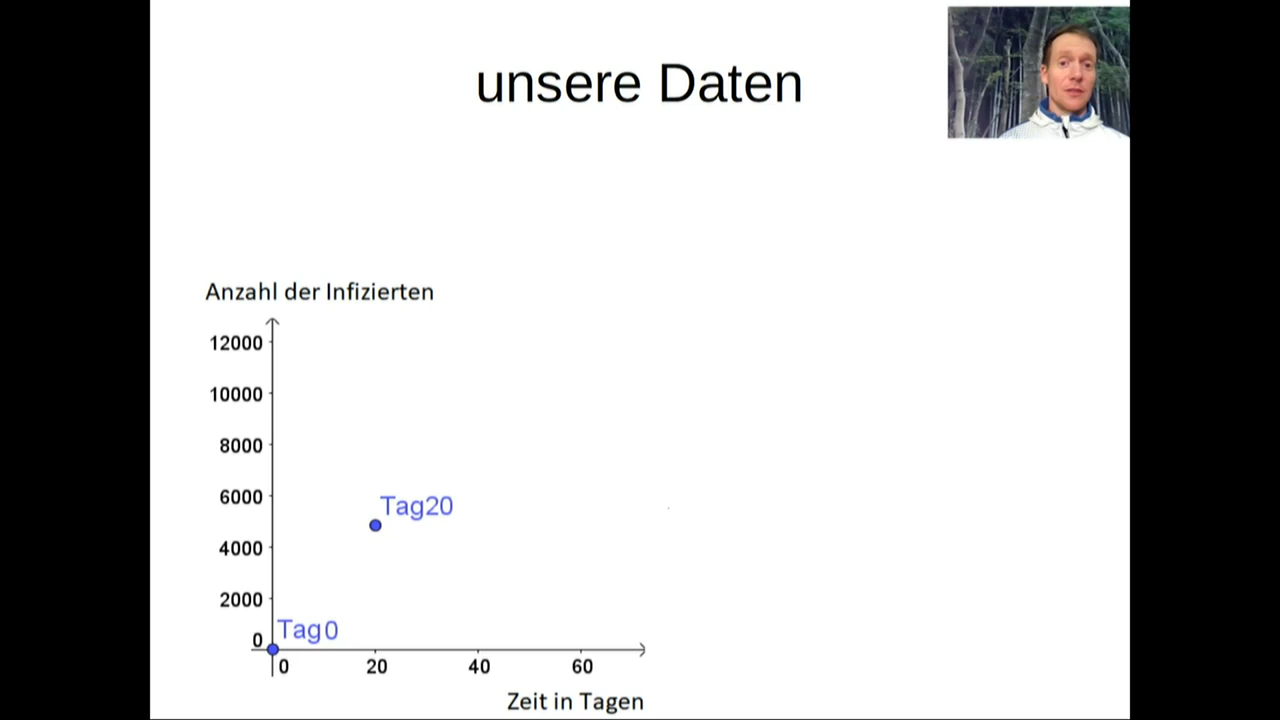 unsere Daten
Anzahl der Infizierten
12000
10000
8000
6000
Tag20
4000
2000
Tag0
0
0 20 40 60
Zeit in Tagen